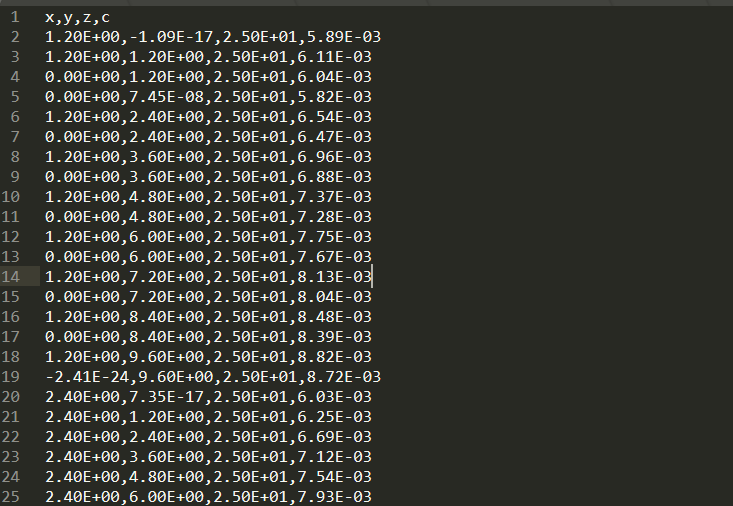 1 x,y,z,c
2 1.20E+00,-1.09E-17,2.50E+01,5.89E-03
3 1.20E+00,1.20E+00,2.50E+01,6.11E-03
4 0.00E+00,1.20E+00,2.50E+01,6.04E-03
5 0.00E+00,7.45E-08,2.50E+01,5.82E-03
6 1.20E+00,2.40E+00,2.50E+01,6.54E-03
7 0.00E+00,2.40E+00,2.50E+01,6.47E-03
8 1.20E+00,3.60E+00,2.50E+01,6.96E-03
9 0.00E+00,3.60E+00,2.50E+01,6.88E-03
10 1.20E+00,4.80E+00,2.50E+01,7.37E-03
11 0.00E+00,4.80E+00,2.50E+01,7.28E-03
12 1.20E+00,6.00E+00,2.50E+01,7.75E-03
13 0.00E+00,6.00E+00,2.50E+01,7.67E-03
14 1.20E+00,7.20E+00,2.50E+01,8.13E-03
15 0.00E+00,7.20E+00,2.50E+01,8.04E-03
16 1.20E+00,8.40E+00,2.50E+01,8.48E-03
17 0.00E+00,8.40E+00,2.50E+01,8.39E-03
18 1.20E+00,9.60E+00,2.50E+01,8.82E-03
19 -2.41E-24,9.60E+00,2.50E+01,8.72E-03
20 2.40E+00,7.35E-17,2.50E+01,6.03E-03
21 2.40E+00,1.20E+00,2.50E+01,6.25E-03
22 2.40E+00,2.40E+00,2.50E+01,6.69E-03
23 2.40E+00,3.60E+00,2.50E+01,7.12E-03
24 2.40E+00,4.80E+00,2.50E+01,7.54E-03
25 2.40E+00,6.00E+00,2.50E+01,7.93E-03